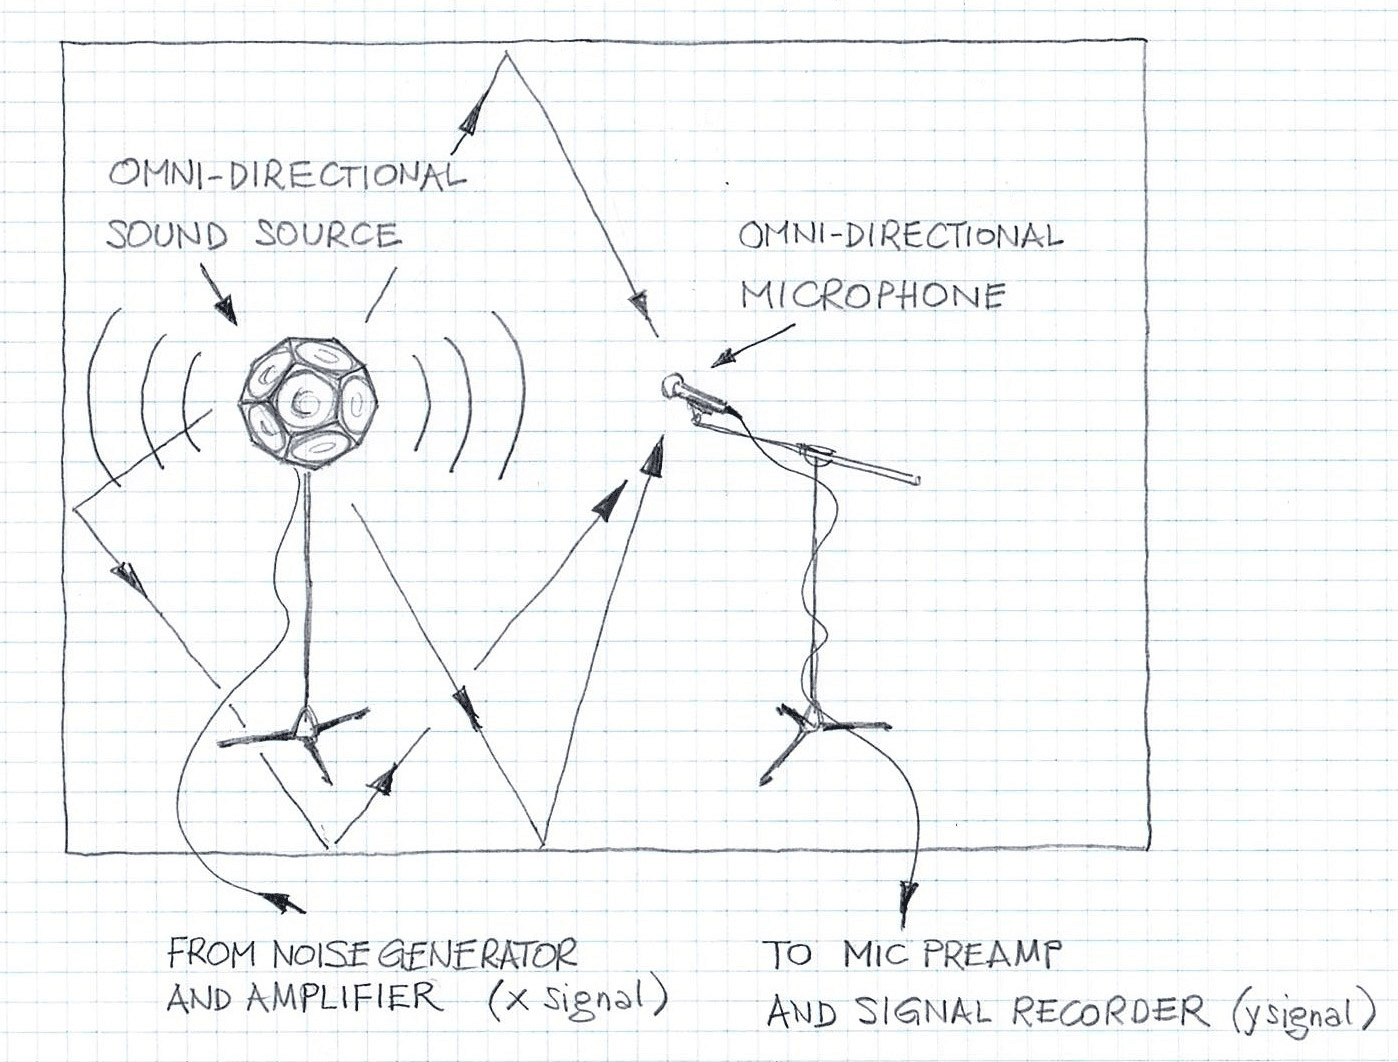 OMNI-DIRECTIONAL
SOUND SOURCE
OMNI-DIRECTIONAL
MICROPHONE
FROM NOISE GENERATOR
AND AMPLIFIER (x signal)
TO MIC PREAMP
AND SIGNAL RECORDER (y signal)